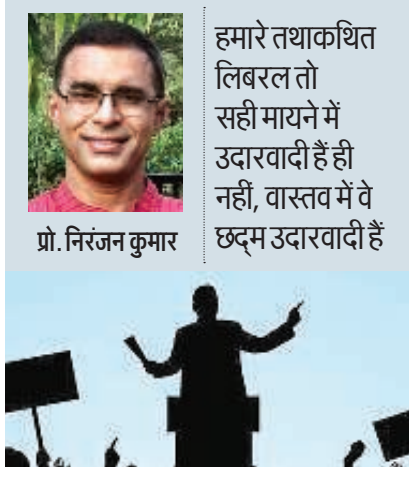 हमारे तथाकथित
लिबरल तो
सही मायने में
उदारवादी हैं ही
नहीं, वास्तव में वे
छद्म उदारवादी हैं
प्रो. निरंजन कुमार